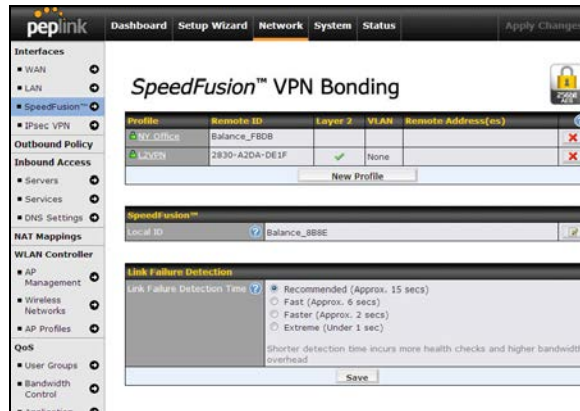 peplink
Dashboard Setup Wizard Network System Status Apply Changes
Interfaces
WAN
LAN
SpeedFusion™
IPsec VPN
Outbound Policy
Inbound Access
Servers
Services
DNS Settings
NAT Mappings
WLAN Controller
AP Management
Wireless Networks
AP Profiles
QoS
User Groups
Bandwidth Control
Application
SpeedFusion™ VPN Bonding
256bit AES
Profile Remote ID Layer 2 VLAN Remote Address(es)
NY Office Balance_FBDB
L2VPN 2830-A2DA-DE1F None
New Profile
SpeedFusion™
Local ID Balance_8B8E
Link Failure Detection
Link Failure Detection Time Recommended (Approx. 15 secs)
Fast (Approx. 6 secs)
Faster (Approx. 2 secs)
Extreme (Under 1 sec)
Shorter detection time incurs more health checks and higher bandwidth
overhead
Save